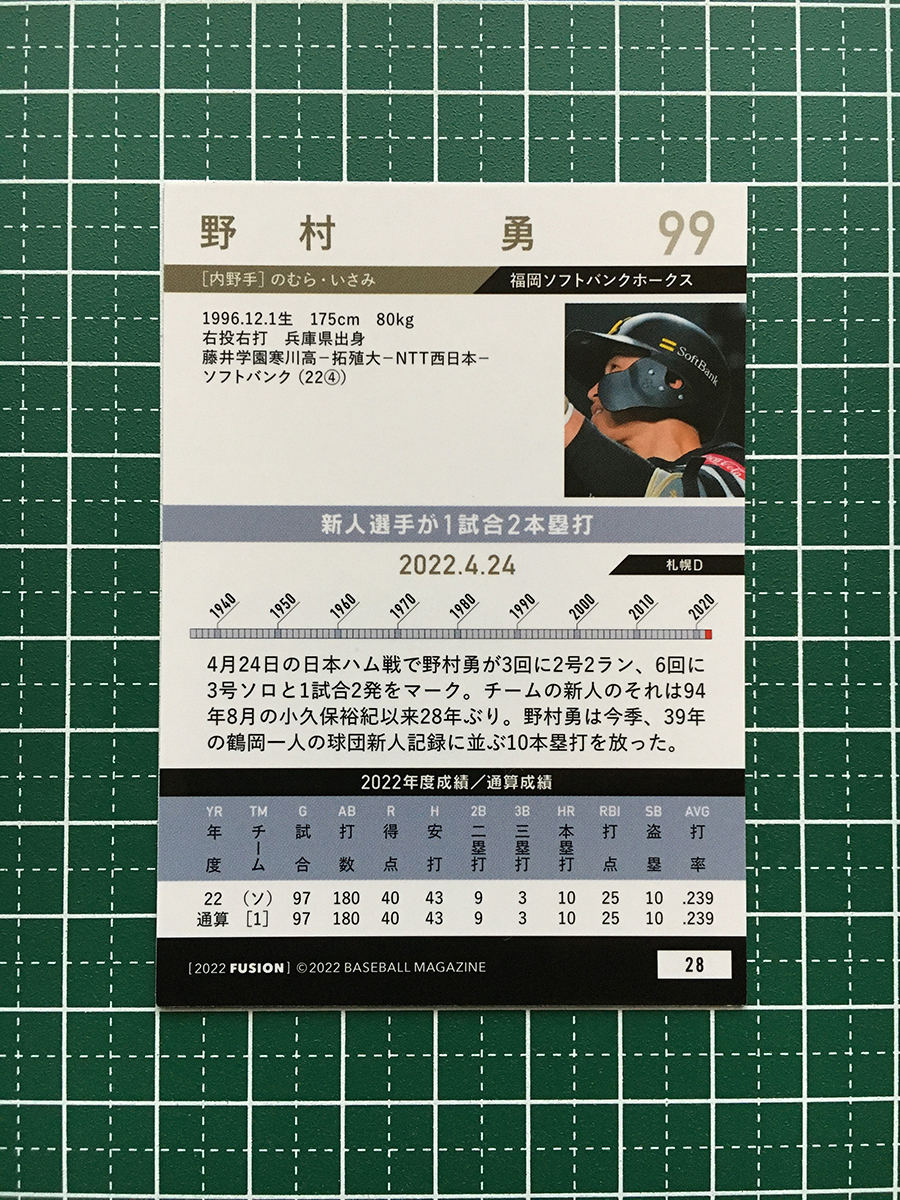 野村 勇 99
[内野手] のむら・いさみ 福岡ソフトバンクホークス
1996.12.1生 175cm 80kg
右投右打 兵庫県出身
藤井学園寒川高－拓殖大－NTT西日本－
ソフトバンク (22④)
SoftBank
Coca-Cola
新人選手が1試合2本塁打
2022.4.24 札幌D
1940 1950 1960 1970 1980 1990 2000 2010 2020
4月24日の日本ハム戦で野村勇が3回に2号2ラン、6回に
3号ソロと1試合2発をマーク。チームの新人のそれは94
年8月の小久保裕紀以来28年ぶり。野村勇は今季、39年
の鶴岡一人の球団新人記録に並ぶ10本塁打を放った。
2022年度成績／通算成績
YR TM G AB R H 2B 3B HR RBI SB AVG
年度 チーム 試合 打数 得点 安打 二塁打 三塁打 本塁打 打点 盗塁 打率
22 (ソ) 97 180 40 43 9 3 10 25 10 .239
通算 [1] 97 180 40 43 9 3 10 25 10 .239
[2022 FUSION] ©2022 BASEBALL MAGAZINE 28